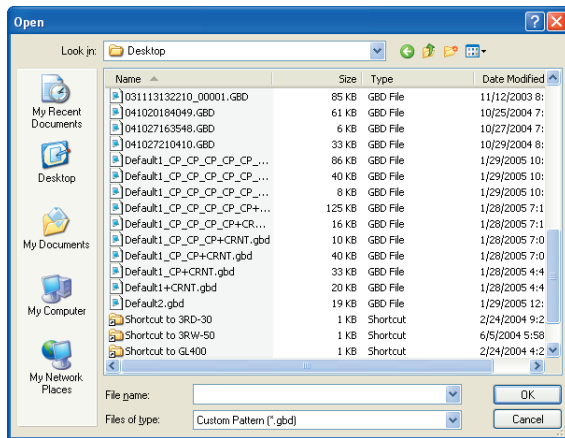 Open
Look in: Desktop
My Recent Documents
Desktop
My Documents
My Computer
My Network Places
Name Size Type Date Modified
031113132210_00001.GBD 85 KB GBD File 11/12/2003 8:
041020184049.GBD 61 KB GBD File 10/25/2004 7:
041027163548.GBD 6 KB GBD File 10/27/2004 7:
041027210410.GBD 33 KB GBD File 10/29/2004 8:
Default1_CP_CP_CP_CP_CP_... 86 KB GBD File 1/29/2005 10:
Default1_CP_CP_CP_CP_CP_... 40 KB GBD File 1/29/2005 10:
Default1_CP_CP_CP_CP_CP_... 8 KB GBD File 1/29/2005 10:
Default1_CP_CP_CP_CP_CP+... 125 KB GBD File 1/28/2005 7:1
Default1_CP_CP_CP_CP+CR... 16 KB GBD File 1/28/2005 7:1
Default1_CP_CP_CP+CRNT.gbd 10 KB GBD File 1/28/2005 7:0
Default1_CP_CP+CRNT.gbd 40 KB GBD File 1/28/2005 7:0
Default1_CP+CRNT.gbd 33 KB GBD File 1/28/2005 4:4
Default1+CRNT.gbd 20 KB GBD File 1/28/2005 4:4
Default2.gbd 19 KB GBD File 1/29/2005 12:
Shortcut to 3RD-30 1 KB Shortcut 2/24/2004 9:2
Shortcut to 3RW-50 1 KB Shortcut 6/5/2004 5:58
Shortcut to GL400 1 KB Shortcut 2/24/2004 4:2
File name: OK
Files of type: Custom Pattern (*.gbd) Cancel